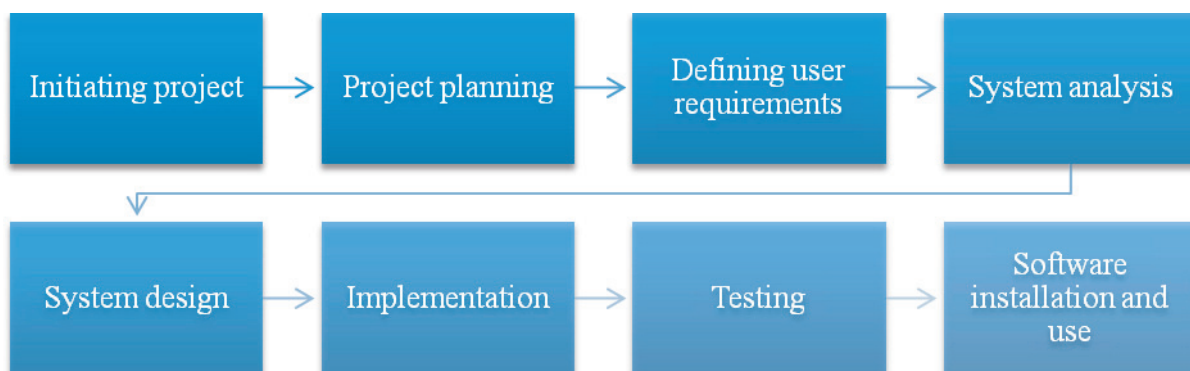 Initiating project
Project planning
Defining user
requirements
System analysis
System design
Implementation
Testing
Software
installation and
use